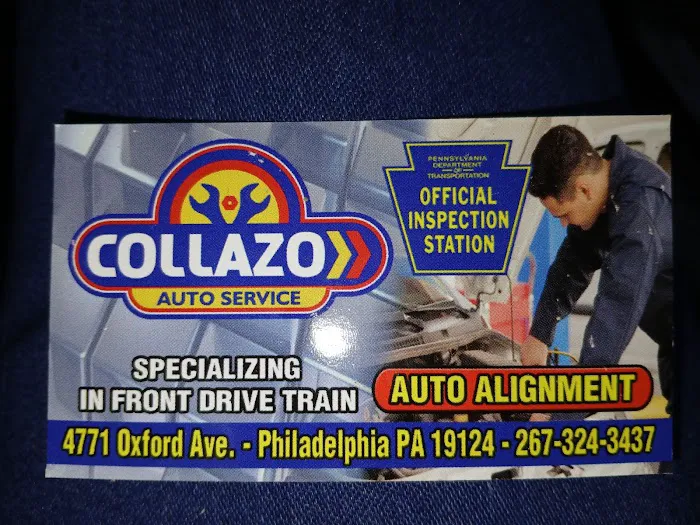 COLLAZO
AUTO SERVICE
PENNSYLVANIA
DEPARTMENT
OF
TRANSPORTATION
OFFICIAL
INSPECTION
STATION
SPECIALIZING
IN FRONT DRIVE TRAIN
AUTO ALIGNMENT
4771 Oxford Ave. - Philadelphia PA 19124 - 267-324-3437